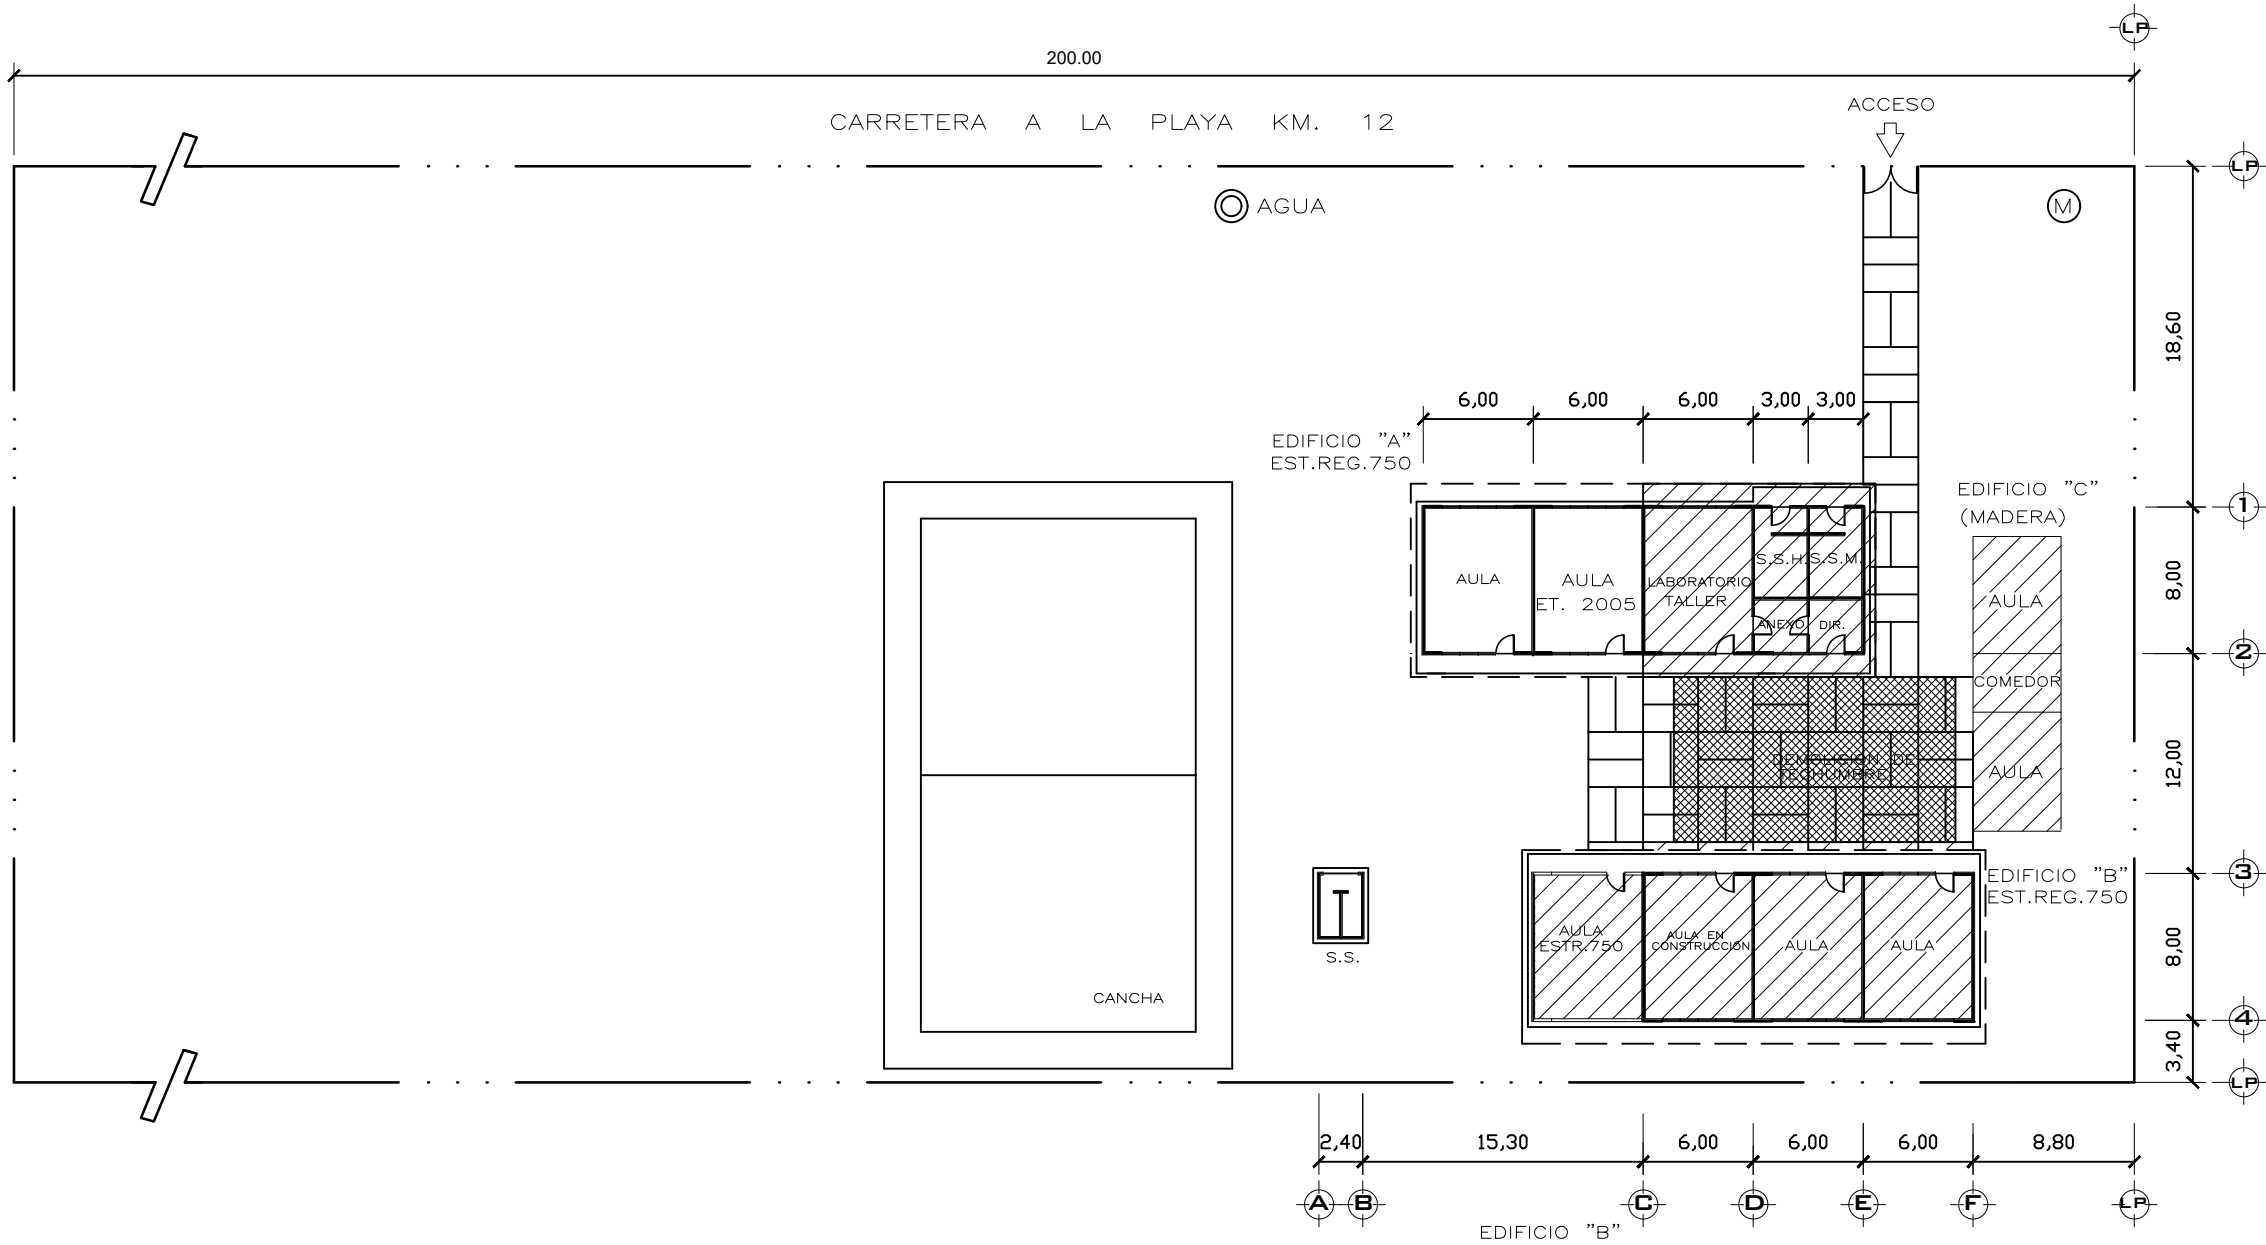 LP
200.00
ACCESO
CARRETERA A LA PLAYA KM. 12
LP
AGUA
M
18,60
6,00 6,00 6,00 3,00 3,00
EDIFICIO "A"
EST.REG.750
EDIFICIO "C"
(MADERA)
1
S.S.H. S.S.M.
AULA
AULA
ET. 2005
LABORATORIO
TALLER
8,00
AULA
ANEXO DIR.
2
COMEDOR
DEMOLICION DE
TECHUMBRE
12,00
AULA
3
EDIFICIO "B"
EST.REG.750
AULA
ESTR.750
AULA EN
CONSTRUCCIÓN
AULA
AULA
8,00
S.S.
CANCHA
4
3,40
LP
2,40 15,30 6,00 6,00 6,00 8,80
A B C D E F LP
EDIFICIO "B"